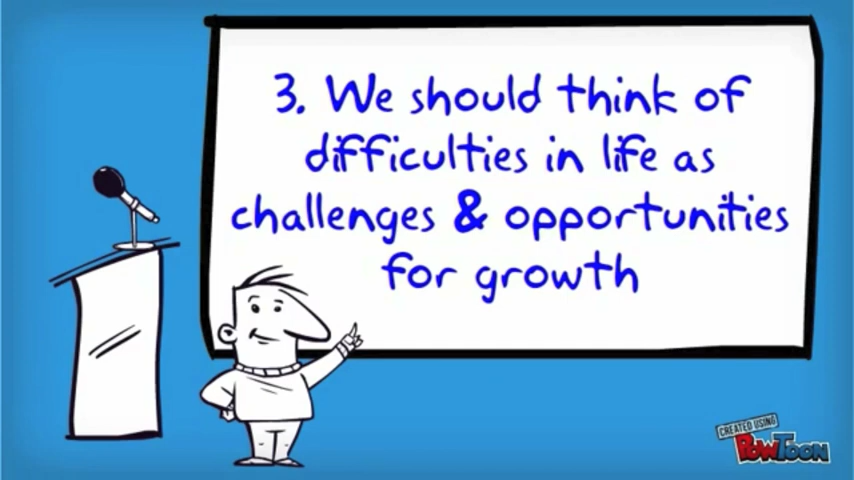 3. We should think of
difficulties in life as
challenges & opportunities
for growth
CREATED USING
POWTOON